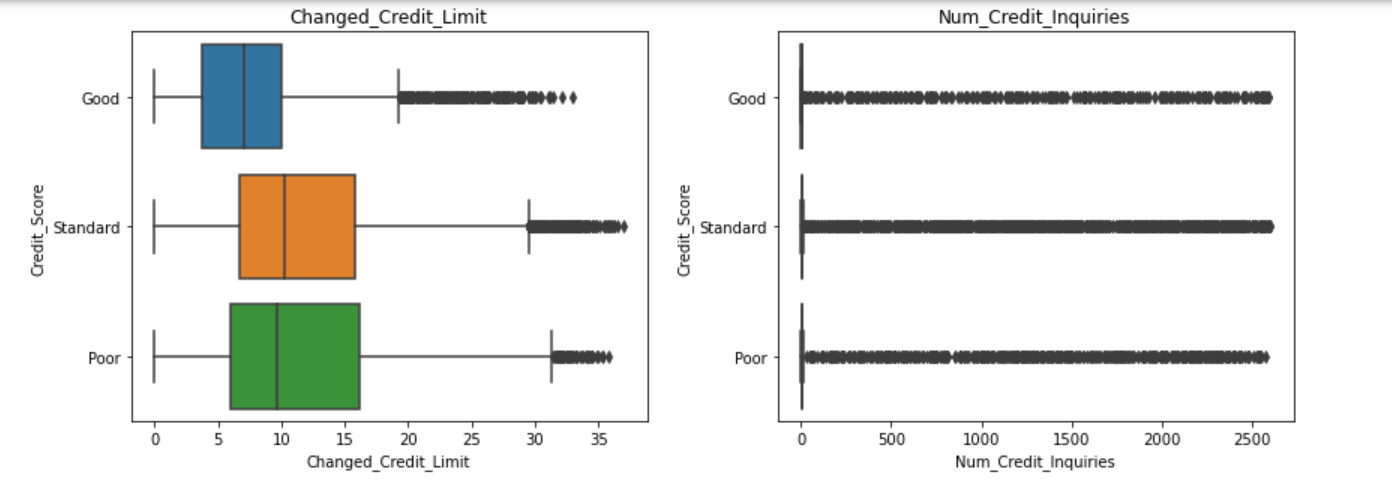 Changed_Credit_Limit
Credit_Score
Good
Standard
Poor
0 5 10 15 20 25 30 35
Changed_Credit_Limit
Num_Credit_Inquiries
Credit_Score
Good
Standard
Poor
0 500 1000 1500 2000 2500
Num_Credit_Inquiries